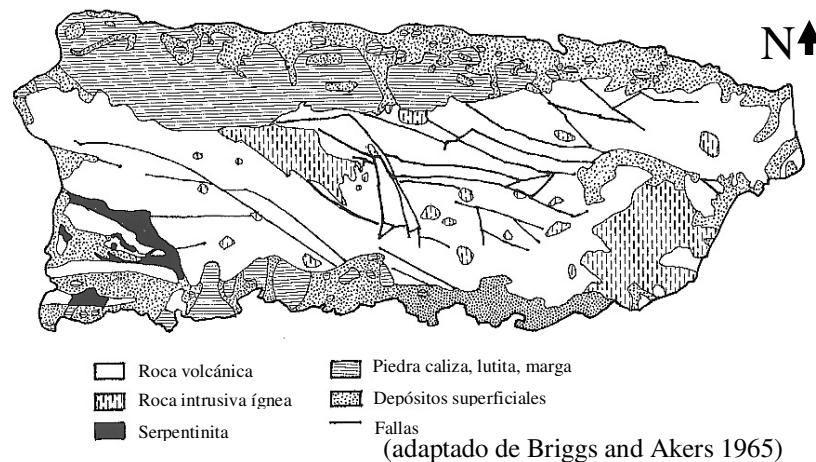 N
Roca volcánica
Roca intrusiva ígnea
Serpentinita
Piedra caliza, lutita, marga
Depósitos superficiales
Fallas
(adaptado de Briggs and Akers 1965)